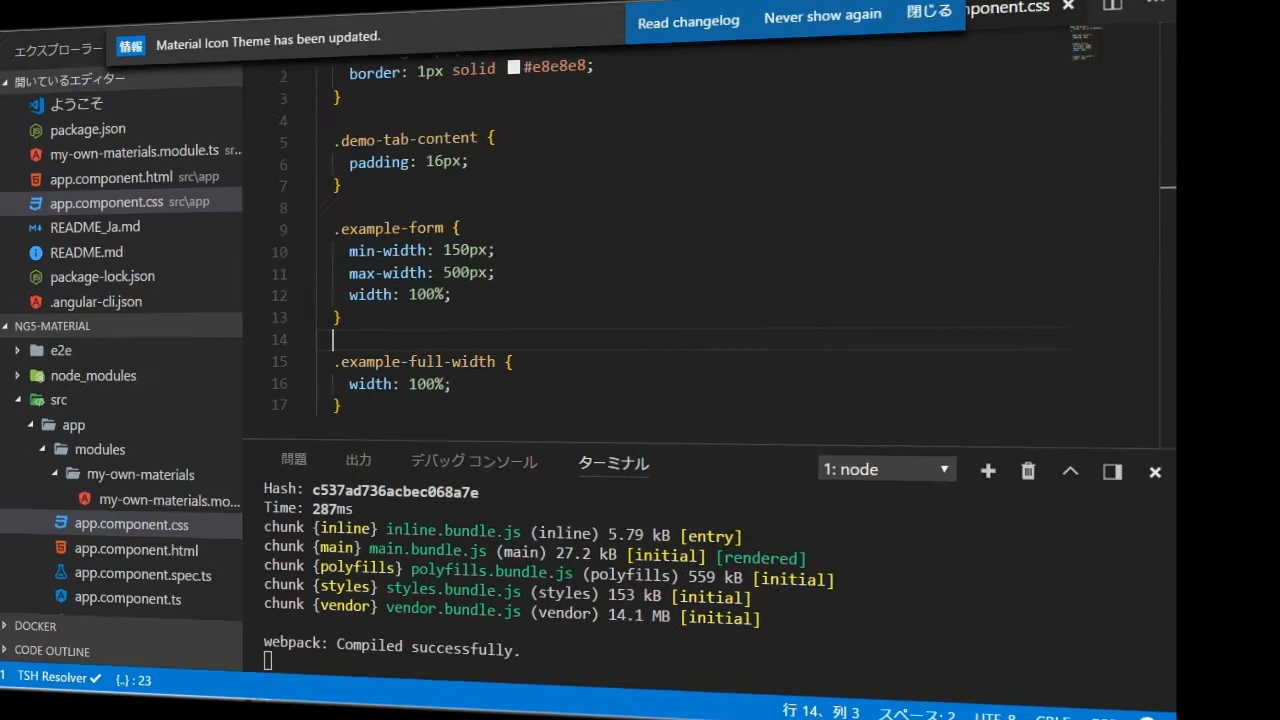 エクスプローラー
情報 Material Icon Theme has been updated.
Read changelog
Never show again
閉じる
ponent.css
開いているエディター
ようこそ
package.json
my-own-materials.module.ts sr...
app.component.html src\app
app.component.css src\app
README_Ja.md
README.md
package-lock.json
.angular-cli.json
NG5-MATERIAL
e2e
node_modules
src
app
modules
my-own-materials
my-own-materials.mo...
app.component.css
app.component.html
app.component.spec.ts
app.component.ts
DOCKER
CODE OUTLINE
2 border: 1px solid #e8e8e8;
3 }
4
5 .demo-tab-content {
6 padding: 16px;
7 }
8
9 .example-form {
10 min-width: 150px;
11 max-width: 500px;
12 width: 100%;
13 }
14
15 .example-full-width {
16 width: 100%;
17 }
問題 出力 デバッグ コンソール ターミナル 1: node
Hash: c537ad736acbec068a7e
Time: 287ms
chunk {inline} inline.bundle.js (inline) 5.79 kB [entry]
chunk {main} main.bundle.js (main) 27.2 kB [initial] [rendered]
chunk {polyfills} polyfills.bundle.js (polyfills) 559 kB [initial]
chunk {styles} styles.bundle.js (styles) 153 kB [initial]
chunk {vendor} vendor.bundle.js (vendor) 14.1 MB [initial]
webpack: Compiled successfully.
1 TSH Resolver {..} : 23
行 14、列 3 スペース: 2 UTF-8 CRLF